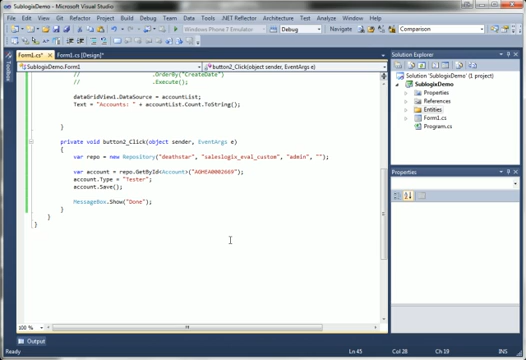 SublogixDemo - Microsoft Visual Studio
File Edit View Git Refactor Project Build Debug Data Tools .NET Reflector Architecture Test Analyze Window Help
Windows Phone 7 Emulator Debug Comparison
Form1.cs* Form1.cs [Design]*
SublogixDemo.Form1 button2_Click(object sender, EventArgs e)
// .OrderBy("CreateDate")
// .Execute();
dataGridView1.DataSource = accountList;
Text = "Accounts: " + accountList.Count.ToString();
}
private void button2_Click(object sender, EventArgs e)
{
var repo = new Repository("deathstar", "saleslogix_eval_custom", "admin", "");
var account = repo.GetById<Account>("AGHEA0002669");
account.Type = "Tester";
account.Save();
MessageBox.Show("Done");
}
}
}
100 %
Output
Ready Ln 45 Col 19 Ch 19 INS
Toolbox
Solution Explorer
Solution 'SublogixDemo' (1 project)
SublogixDemo
Properties
References
Entities
Form1.cs
Program.cs
Properties